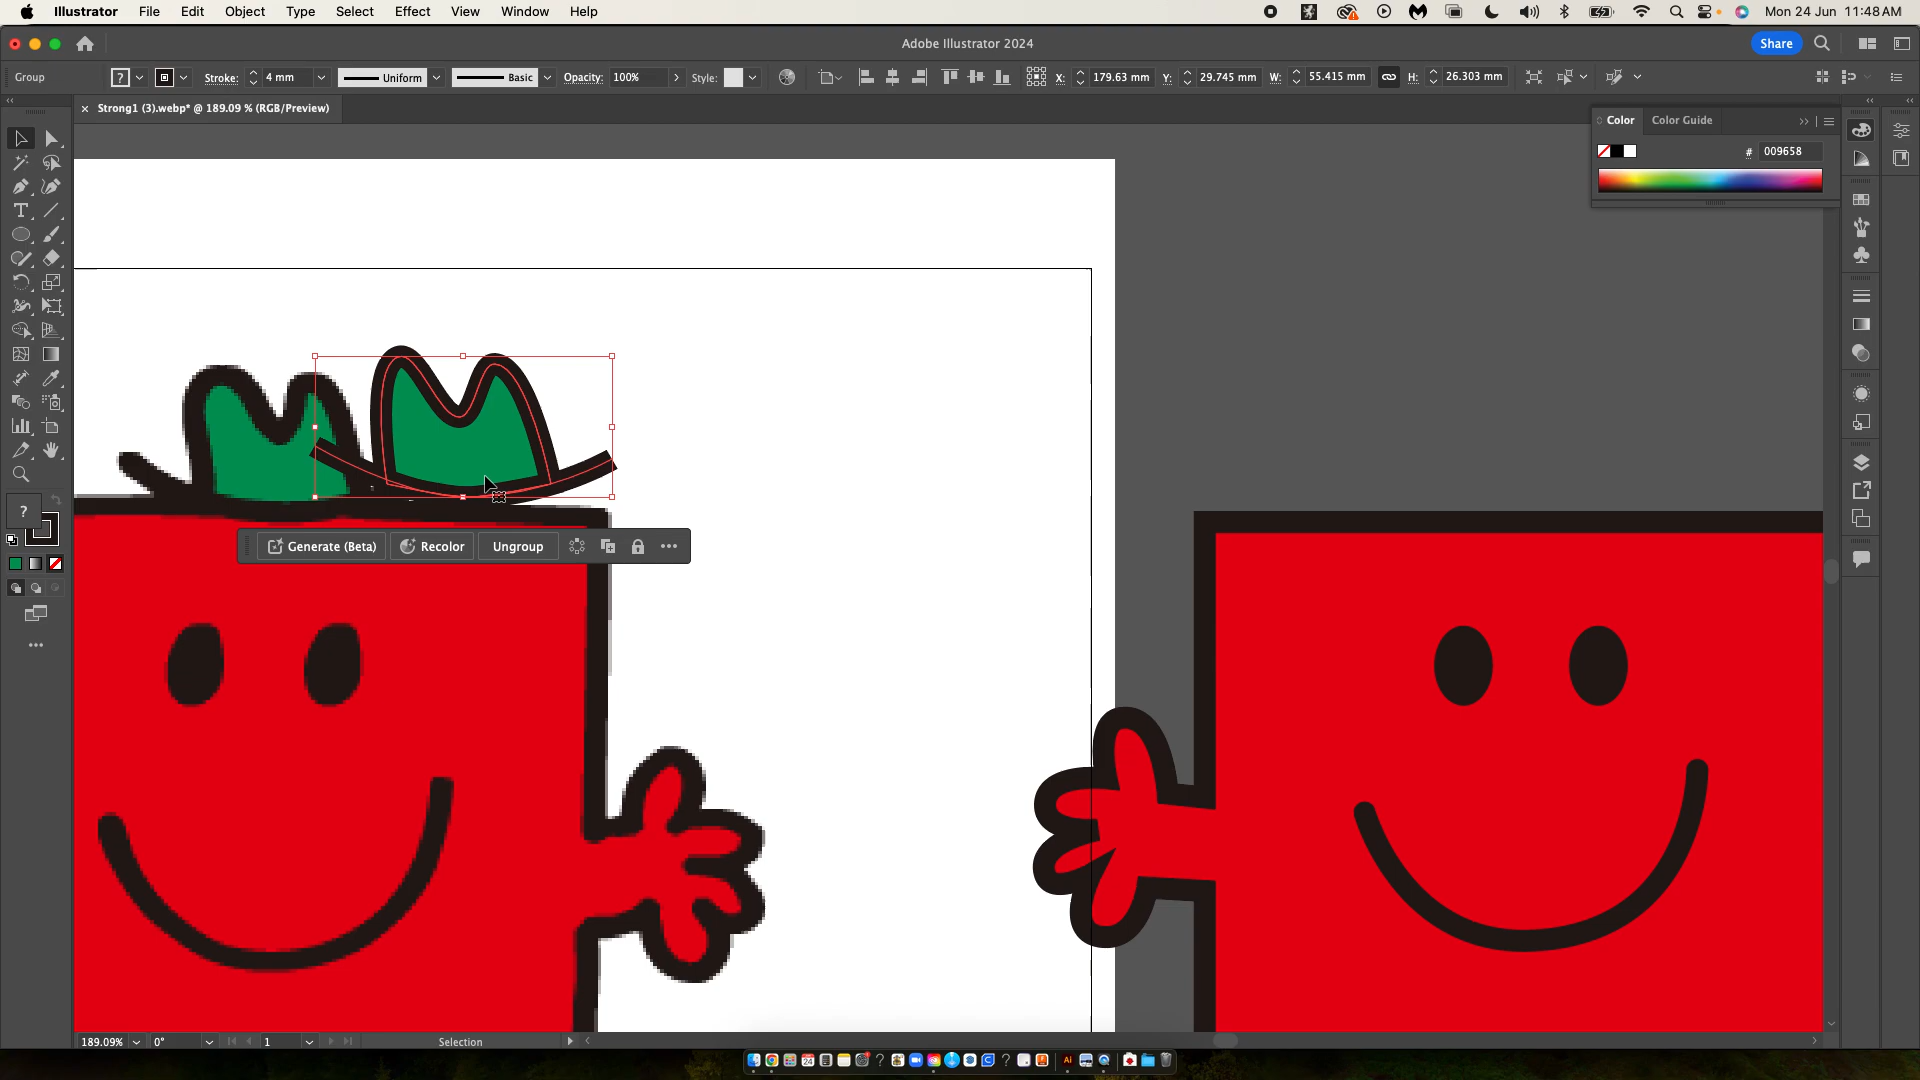 Illustrator File Edit Object Type Select Effect View Window Help
Mon 24 Jun 11:48 AM
Adobe Illustrator 2024
Share
Group
?
Stroke:
4 mm
Uniform
Basic
Opacity:
100%
Style:
X:
179.63 mm
Y:
29.745 mm
W:
55.415 mm
H:
26.303 mm
× Strong1 (3).webp* @ 189.09 % (RGB/Preview)
Color
Color Guide
#
009658
T
?
Generate (Beta)
Recolor
Ungroup
189.09%
0°
1
Selection
24
Ai